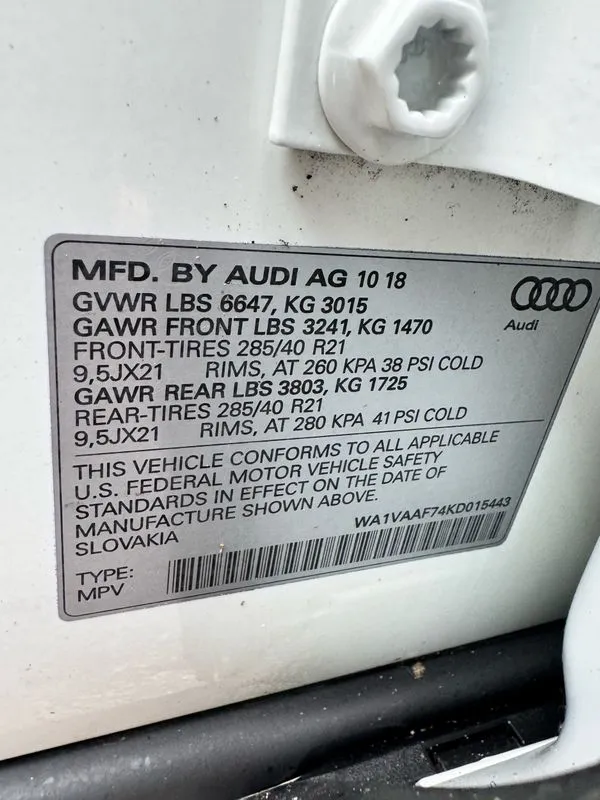 MFD. BY AUDI AG 10 18
GVWR LBS 6647, KG 3015
GAWR FRONT LBS 3241, KG 1470
FRONT-TIRES 285/40 R21
9,5JX21 RIMS, AT 260 KPA 38 PSI COLD
GAWR REAR LBS 3803, KG 1725
REAR-TIRES 285/40 R21
9,5JX21 RIMS, AT 280 KPA 41 PSI COLD
Audi
THIS VEHICLE CONFORMS TO ALL APPLICABLE
U.S. FEDERAL MOTOR VEHICLE SAFETY
STANDARDS IN EFFECT ON THE DATE OF
MANUFACTURE SHOWN ABOVE.
SLOVAKIA
WA1VAAF74KD015443
TYPE:
MPV